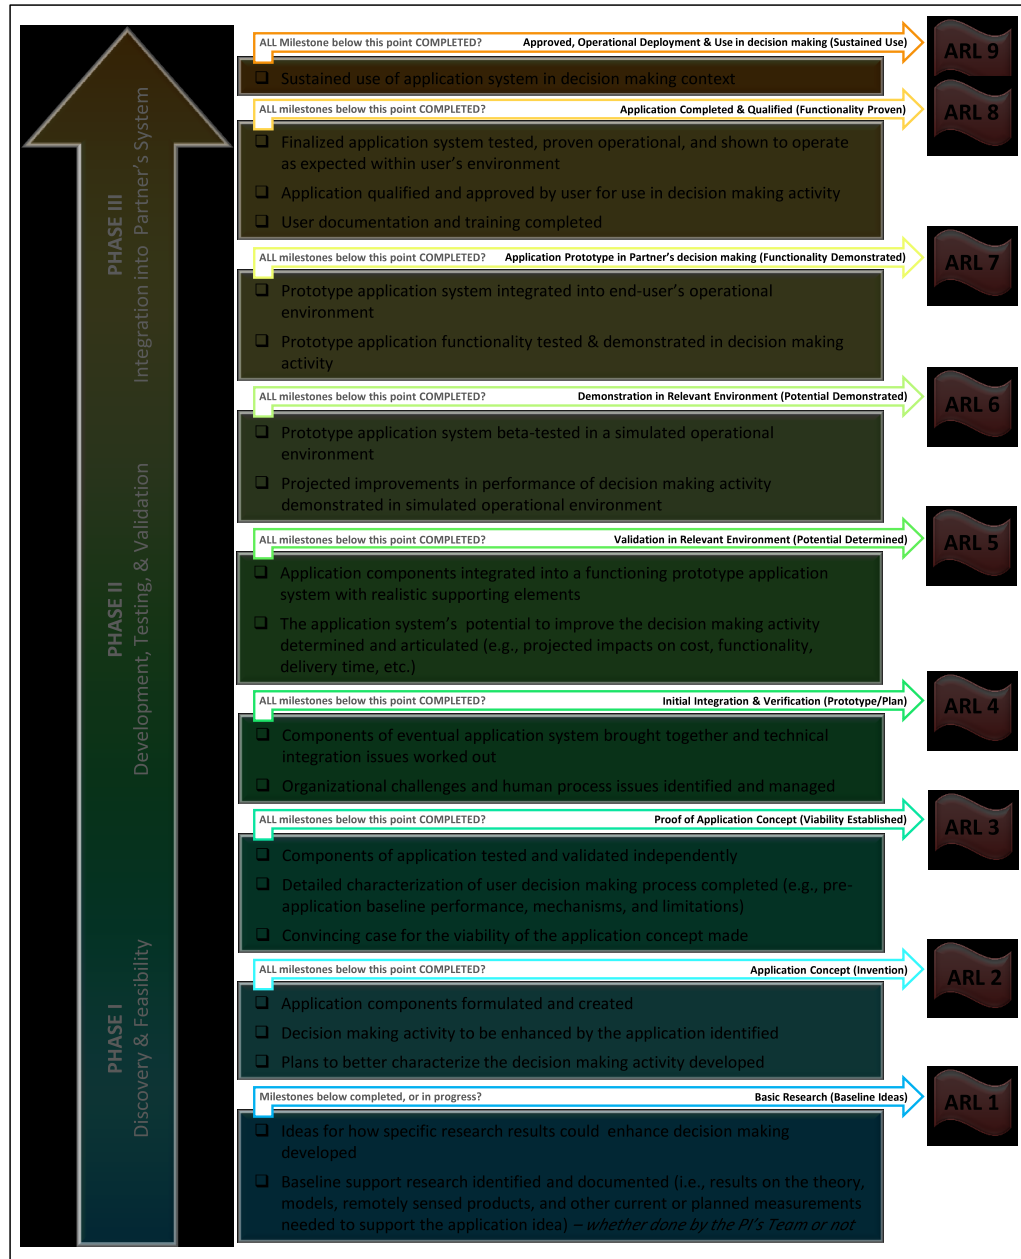 ALL Milestone below this point COMPLETED? Approved, Operational Deployment & Use in decision making (Sustained Use)
ARL 9
Sustained use of application system in decision making context
ALL milestones below this point COMPLETED? Application Completed & Qualified (Functionality Proven)
ARL 8
Finalized application system tested, proven operational, and shown to operate
as expected within user's environment
Application qualified and approved by user for use in decision making activity
User documentation and training completed
PHASE III
Integration into Partner's System
ALL milestones below this point COMPLETED? Application Prototype in Partner's decision making (Functionality Demonstrated)
ARL 7
Prototype application system integrated into end-user's operational
environment
Prototype application functionality tested & demonstrated in decision making
activity
ALL milestones below this point COMPLETED? Demonstration in Relevant Environment (Potential Demonstrated)
ARL 6
Prototype application system beta-tested in a simulated operational
environment
Projected improvements in performance of decision making activity
demonstrated in simulated operational environment
PHASE II
Development, Testing, & Validation
ALL milestones below this point COMPLETED? Validation in Relevant Environment (Potential Determined)
ARL 5
Application components integrated into a functioning prototype application
system with realistic supporting elements
The application system's potential to improve the decision making activity
determined and articulated (e.g., projected impacts on cost, functionality,
delivery time, etc.)
ALL milestones below this point COMPLETED? Initial Integration & Verification (Prototype/Plan)
ARL 4
Components of eventual application system brought together and technical
integration issues worked out
Organizational challenges and human process issues identified and managed
ALL milestones below this point COMPLETED? Proof of Application Concept (Viability Established)
ARL 3
Components of application tested and validated independently
Detailed characterization of user decision making process completed (e.g., pre-
application baseline performance, mechanisms, and limitations)
Convincing case for the viability of the application concept made
PHASE I
Discovery & Feasibility
ALL milestones below this point COMPLETED? Application Concept (Invention)
ARL 2
Application components formulated and created
Decision making activity to be enhanced by the application identified
Plans to better characterize the decision making activity developed
Milestones below completed, or in progress? Basic Research (Baseline Ideas)
ARL 1
Ideas for how specific research results could enhance decision making
developed
Baseline support research identified and documented (i.e., results on the theory,
models, remotely sensed products, and other current or planned measurements
needed to support the application idea) – whether done by the PI's Team or not